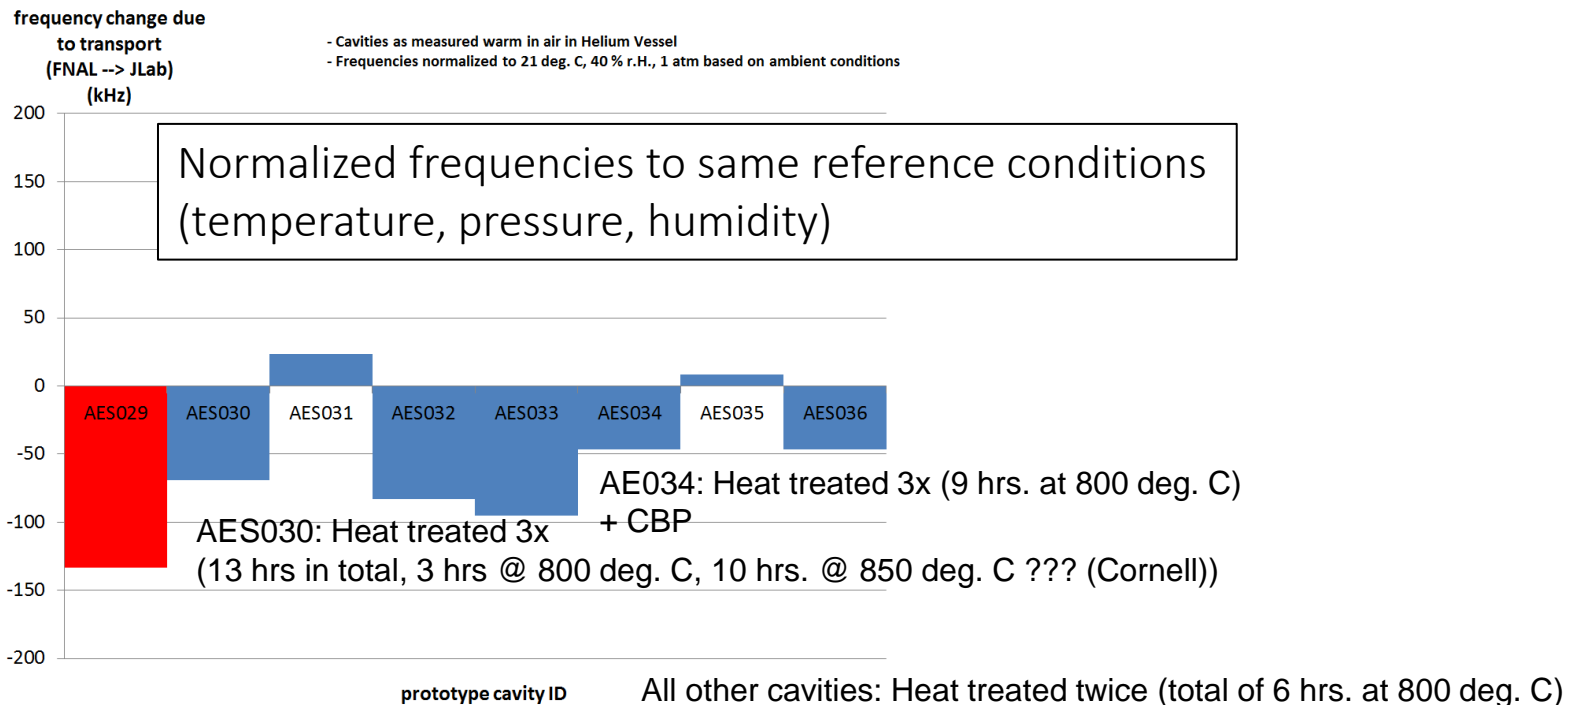 frequency change due
to transport
(FNAL --> JLab)
(kHz)
- Cavities as measured warm in air in Helium Vessel
- Frequencies normalized to 21 deg. C, 40 % r.H., 1 atm based on ambient conditions
200
Normalized frequencies to same reference conditions
150
(temperature, pressure, humidity)
100
50
0
AES029 AES030 AES031 AES032 AES033 AES034 AES035 AES036
-50
AE034: Heat treated 3x (9 hrs. at 800 deg. C)
+ CBP
-100
AES030: Heat treated 3x
(13 hrs in total, 3 hrs @ 800 deg. C, 10 hrs. @ 850 deg. C ??? (Cornell))
-150
-200
prototype cavity ID
All other cavities: Heat treated twice (total of 6 hrs. at 800 deg. C)